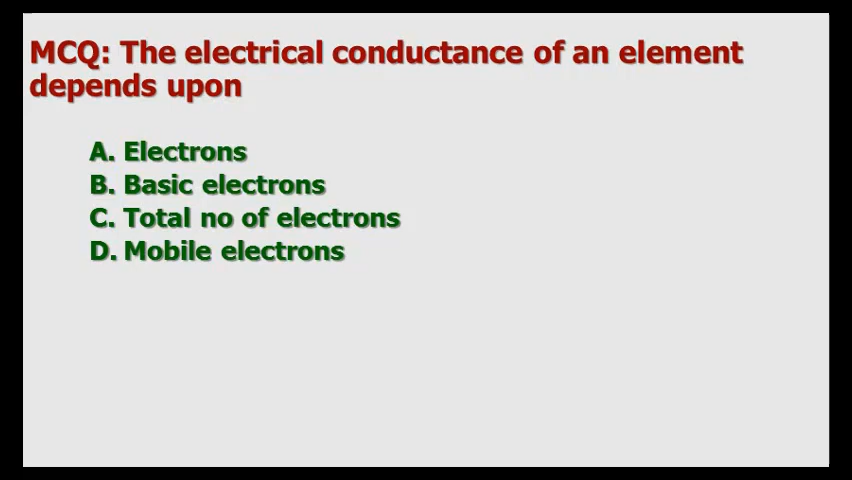 MCQ: The electrical conductance of an element
depends upon
A. Electrons
B. Basic electrons
C. Total no of electrons
D. Mobile electrons